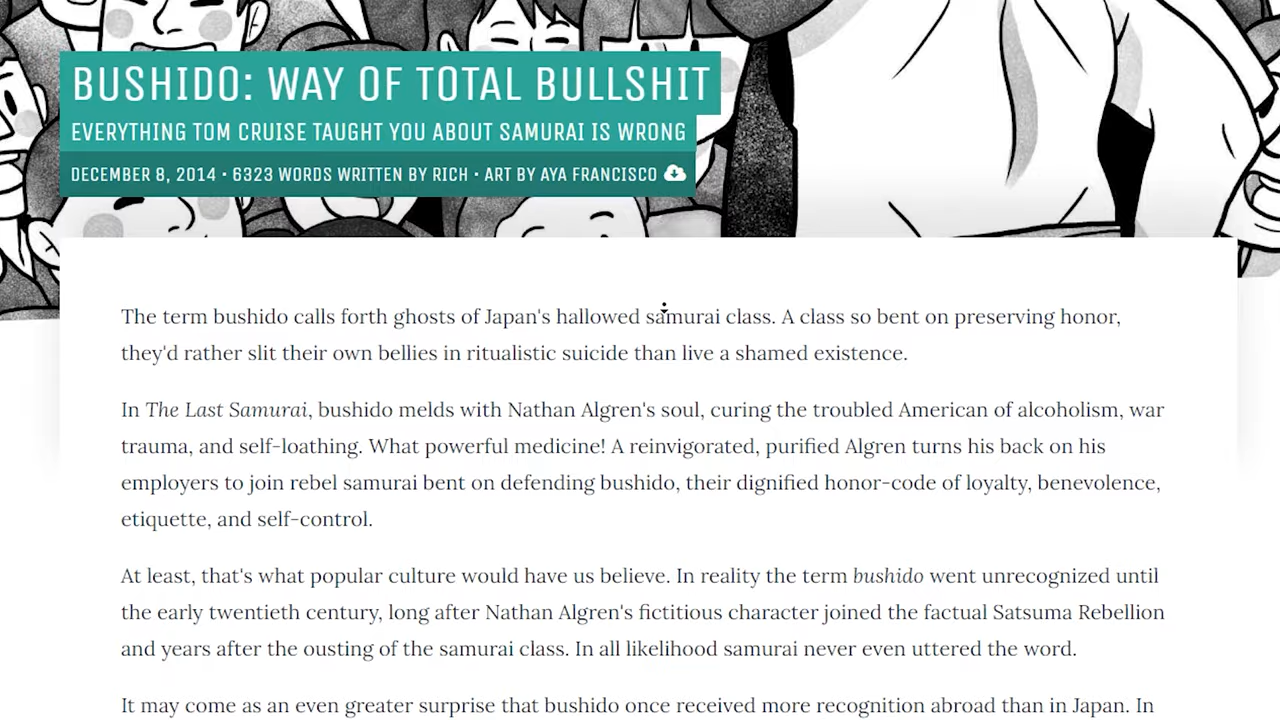 BUSHIDO: WAY OF TOTAL BULLSHIT
EVERYTHING TOM CRUISE TAUGHT YOU ABOUT SAMURAI IS WRONG
DECEMBER 8, 2014 • 6323 WORDS WRITTEN BY RICH • ART BY AYA FRANCISCO
The term bushido calls forth ghosts of Japan's hallowed samurai class. A class so bent on preserving honor,
they'd rather slit their own bellies in ritualistic suicide than live a shamed existence.
In The Last Samurai, bushido melds with Nathan Algren's soul, curing the troubled American of alcoholism, war
trauma, and self-loathing. What powerful medicine! A reinvigorated, purified Algren turns his back on his
employers to join rebel samurai bent on defending bushido, their dignified honor-code of loyalty, benevolence,
etiquette, and self-control.
At least, that's what popular culture would have us believe. In reality the term bushido went unrecognized until
the early twentieth century, long after Nathan Algren's fictitious character joined the factual Satsuma Rebellion
and years after the ousting of the samurai class. In all likelihood samurai never even uttered the word.
It may come as an even greater surprise that bushido once received more recognition abroad than in Japan. In